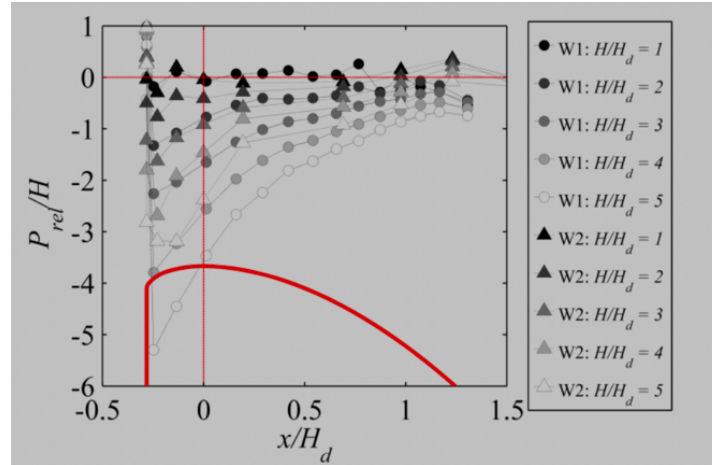 1
0
-1
-2
-3
-4
-5
-6
P_rel/H
-0.5
0
0.5
1
1.5
x/H_d
W1: H/H_d = 1
W1: H/H_d = 2
W1: H/H_d = 3
W1: H/H_d = 4
W1: H/H_d = 5
W2: H/H_d = 1
W2: H/H_d = 2
W2: H/H_d = 3
W2: H/H_d = 4
W2: H/H_d = 5